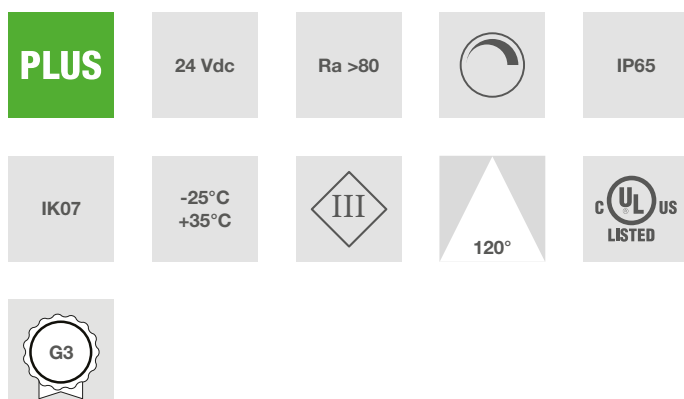 PLUS
24 Vdc
Ra >80
IP65
IK07
-25°C
+35°C
III
120°
C UL ® US
LISTED
G3